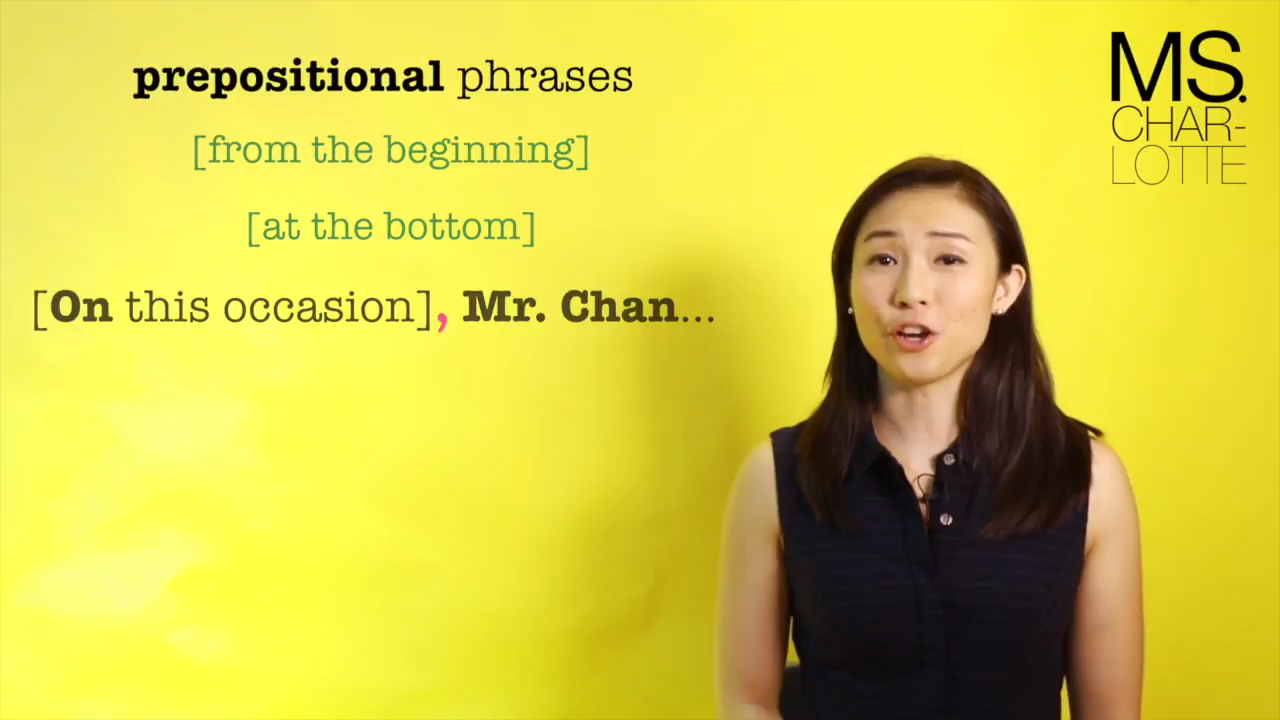 prepositional phrases
[from the beginning]
[at the bottom]
[On this occasion], Mr. Chan...
MS.
CHAR-
LOTTE